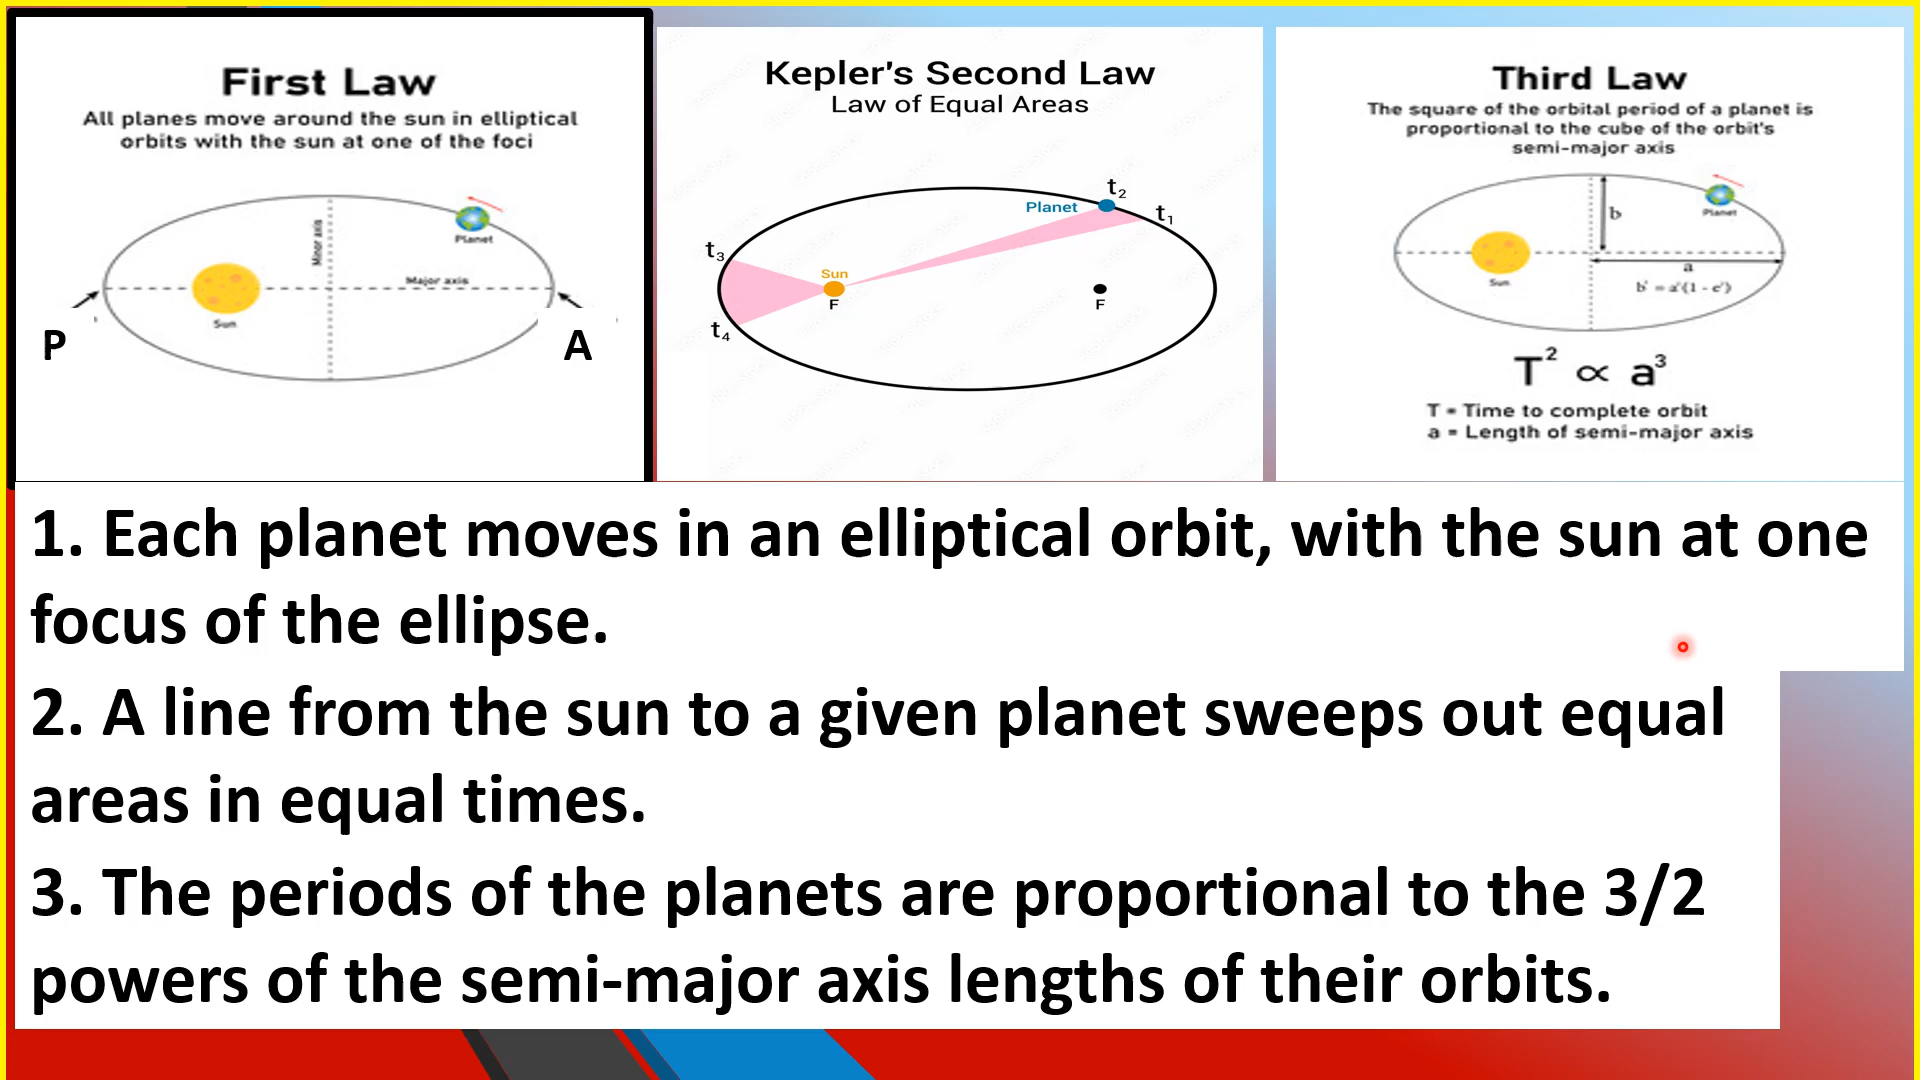 First Law
All planes move around the sun in elliptical
orbits with the sun at one of the foci
Minor axis
Planet
Major axis
Sun
P
A
Kepler's Second Law
Law of Equal Areas
t₂
Planet
t₁
t₃
Sun
F
F
t₄
Third Law
The square of the orbital period of a planet is
proportional to the cube of the orbit's
semi-major axis
b
Planet
a
Sun
T² ∝ a³
T = Time to complete orbit
a = Length of semi-major axis
1. Each planet moves in an elliptical orbit, with the sun at one
focus of the ellipse.
2. A line from the sun to a given planet sweeps out equal
areas in equal times.
3. The periods of the planets are proportional to the 3/2
powers of the semi-major axis lengths of their orbits.